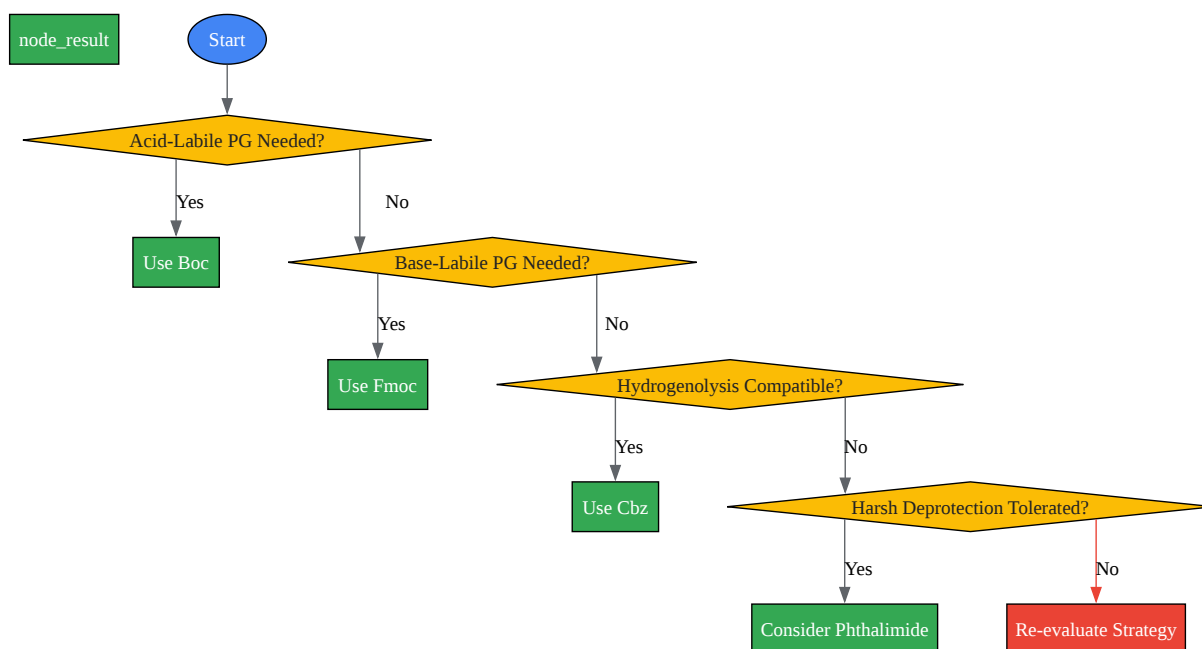 node_result
Start
Acid-Labile PG Needed?
Yes
No
Use Boc
Base-Labile PG Needed?
Yes
No
Use Fmoc
Hydrogenolysis Compatible?
Yes
No
Use Cbz
Harsh Deprotection Tolerated?
Yes
No
Consider Phthalimide
Re-evaluate Strategy